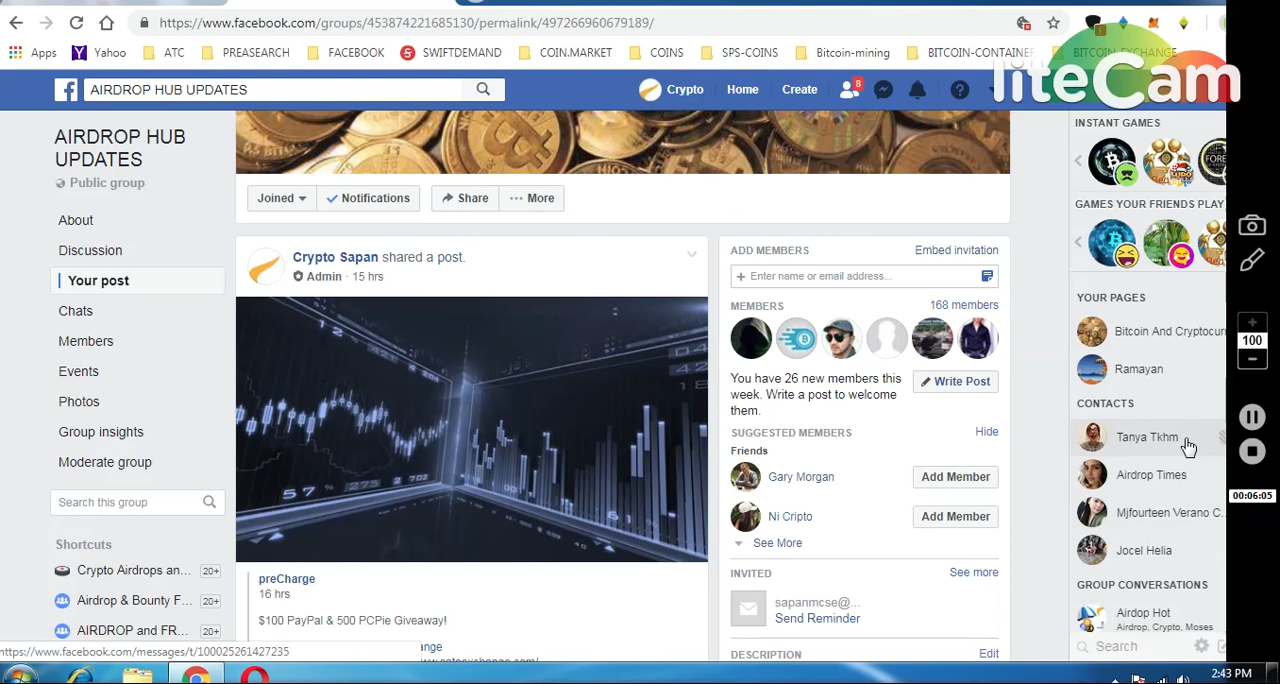 https://www.facebook.com/groups/453874221685130/permalink/497266960679189/
Apps
Yahoo
ATC
PREASEARCH
FACEBOOK
SWIFTDEMAND
COIN.MARKET
COINS
SPS-COINS
Bitcoin-mining
BITCOIN-CONTAINER
BITCOIN-EXCHANGE
liteCam
AIRDROP HUB UPDATES
Crypto
Home
Create
8
AIRDROP HUB
UPDATES
Public group
About
Discussion
Your post
Chats
Members
Events
Photos
Group insights
Moderate group
Search this group
Shortcuts
Crypto Airdrops an... 20+
Airdrop & Bounty F... 20+
AIRDROP and FR... 20+
https://www.facebook.com/messages/t/100025261427235
Joined
Notifications
Share
More
Crypto Sapan shared a post.
Admin · 15 hrs
preCharge
16 hrs
$100 PayPal & 500 PCPie Giveaway!
ADD MEMBERS
Embed invitation
+ Enter name or email address...
MEMBERS
168 members
You have 26 new members this
week. Write a post to welcome
them.
Write Post
SUGGESTED MEMBERS
Hide
Friends
Gary Morgan
Add Member
Ni Cripto
Add Member
See More
INVITED
See more
sapanmcse@...
Send Reminder
DESCRIPTION
Edit
INSTANT GAMES
GAMES YOUR FRIENDS PLAY
YOUR PAGES
Bitcoin And Cryptocurr
Ramayan
CONTACTS
Tanya Tkhm
Airdrop Times
Mjfourteen Verano C...
Jocel Helia
GROUP CONVERSATIONS
Airdop Hot
Airdrop, Crypto, Moses
Search
100
00:06:05
2:43 PM